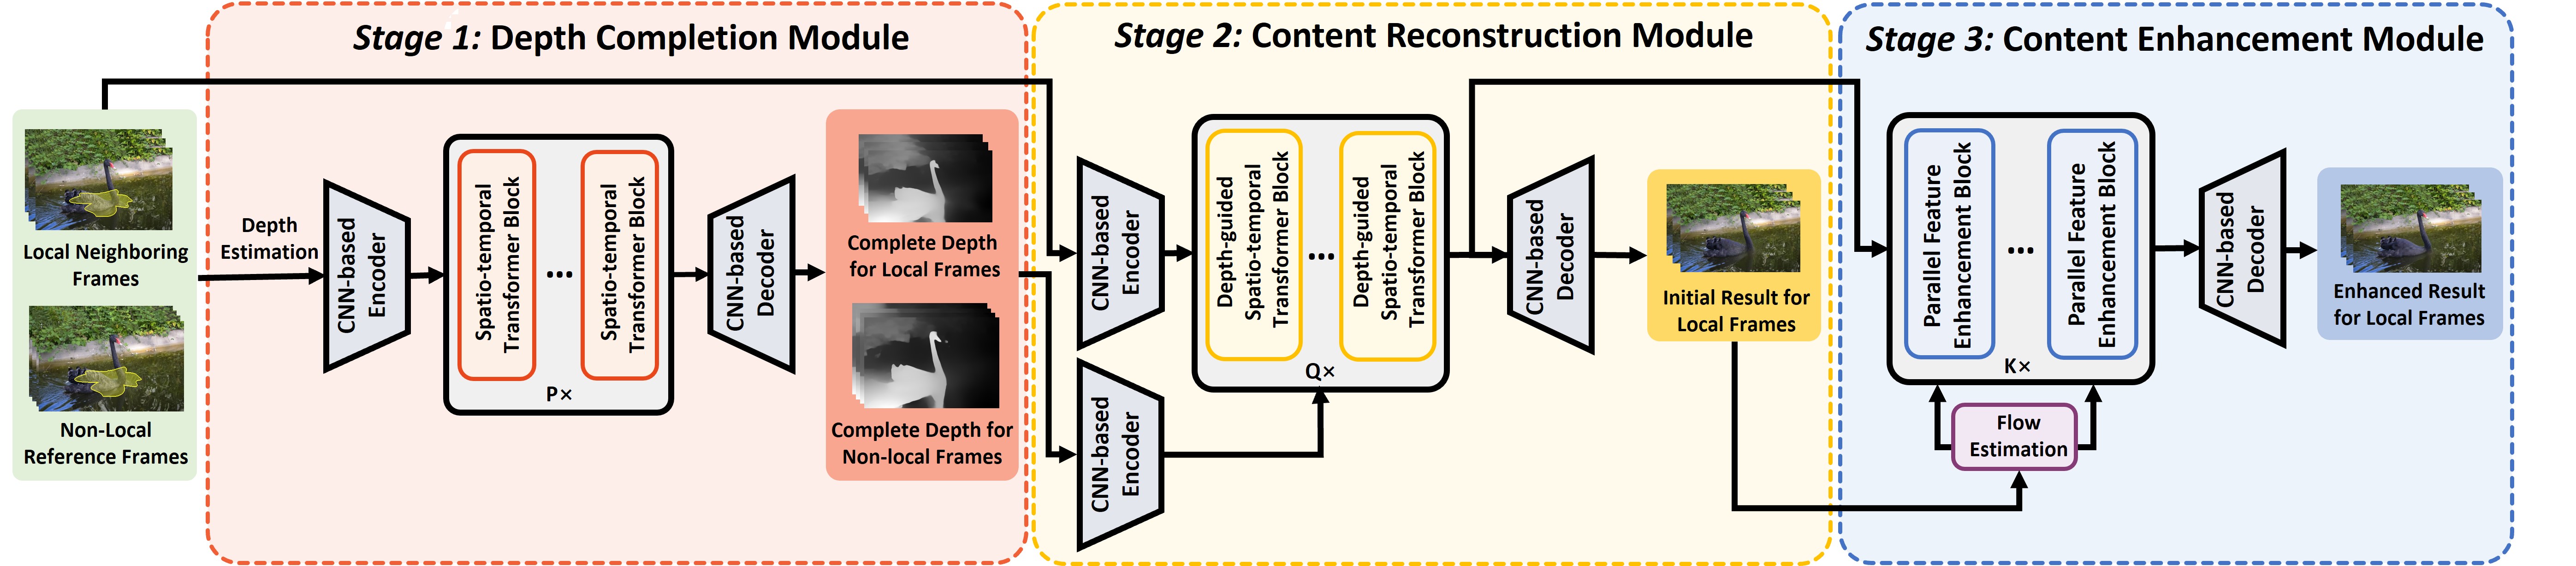 Stage 1: Depth Completion Module
Stage 2: Content Reconstruction Module
Stage 3: Content Enhancement Module
Local Neighboring
Frames
Non-Local
Reference Frames
Depth
Estimation
CNN-based
Encoder
Spatio-temporal
Transformer Block
...
Spatio-temporal
Transformer Block
P×
CNN-based
Decoder
Complete Depth
for Local Frames
Complete Depth for
Non-local Frames
CNN-based
Encoder
CNN-based
Encoder
Depth-guided
Spatio-temporal
Transformer Block
...
Depth-guided
Spatio-temporal
Transformer Block
Q×
CNN-based
Decoder
Initial Result for
Local Frames
Parallel Feature
Enhancement Block
...
Parallel Feature
Enhancement Block
K×
Flow
Estimation
CNN-based
Decoder
Enhanced Result
for Local Frames